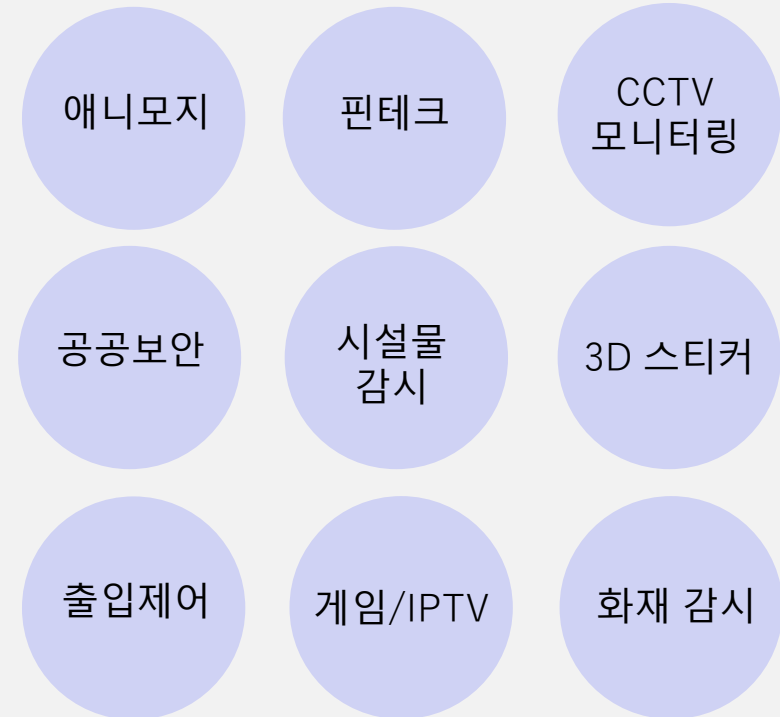 애니모지
핀테크
CCTV
모니터링
공공보안
시설물
감시
3D 스티커
출입제어
게임/IPTV
화재 감시